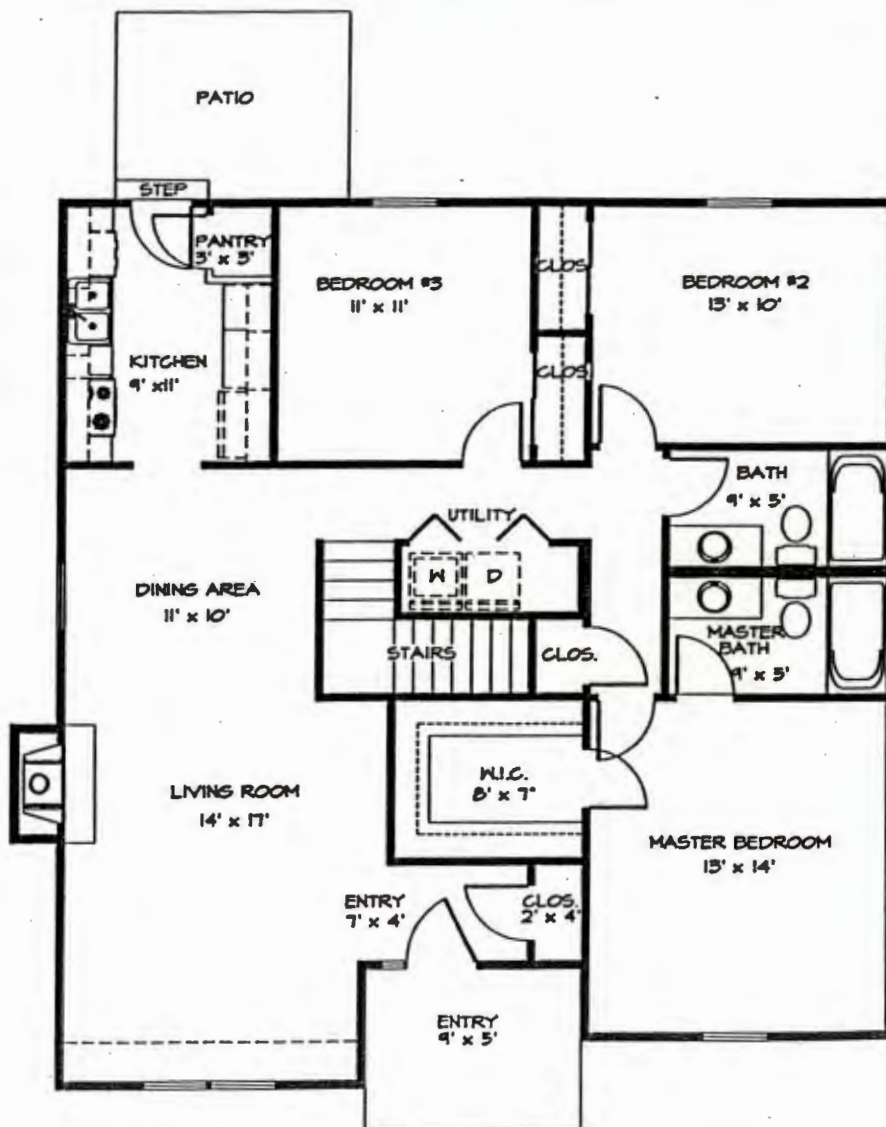 PATIO
STEP
PANTRY
3' x 3'
BEDROOM #3
11' x 11'
CLOS.
BEDROOM #2
13' x 10'
KITCHEN
9' x11'
CLOS.
BATH
9' x 5'
UTILITY
W
D
DINING AREA
11' x 10'
STAIRS
CLOS.
MASTER
BATH
9' x 5'
LIVING ROOM
14' x 17'
W.I.C.
8' x 7"
MASTER BEDROOM
13' x 14'
ENTRY
7' x 4'
CLOS.
2' x 4'
ENTRY
9' x 5'